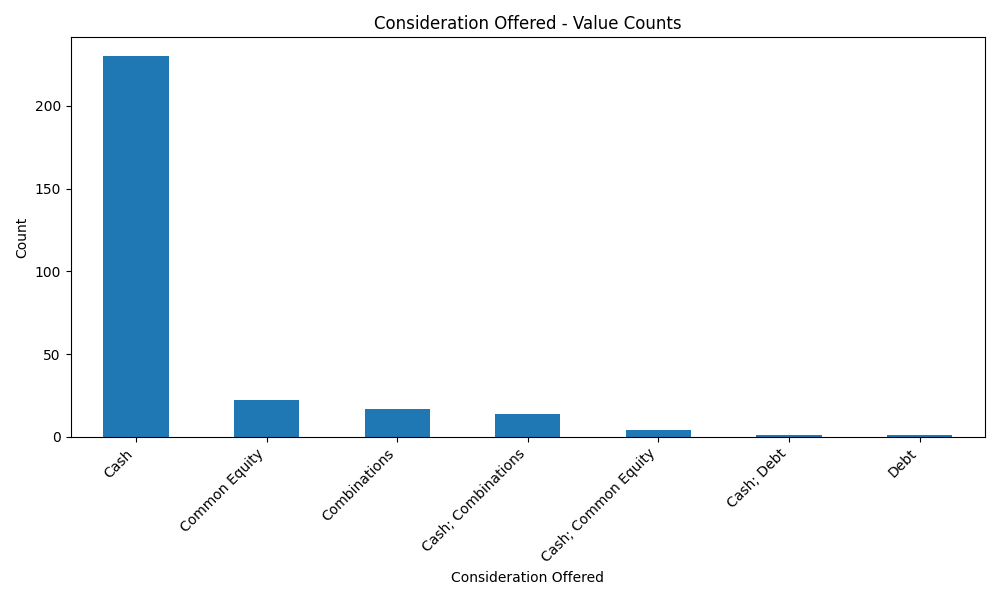 Consideration Offered - Value Counts
Count
200
150
100
50
0
Cash
Common Equity
Combinations
Cash; Combinations
Cash; Common Equity
Cash; Debt
Debt
Consideration Offered